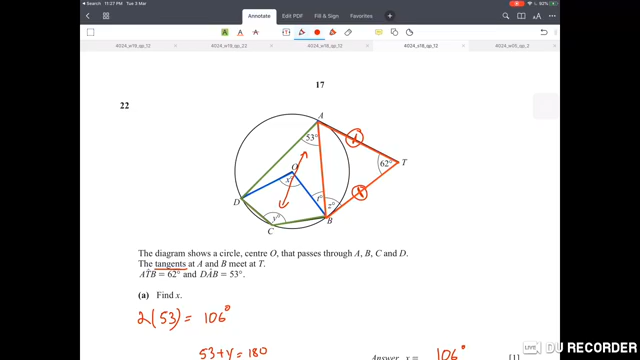 Search 11:27 PM Tue 3 Mar 92%
Annotate Edit PDF Fill & Sign Favorites
4024_w19_qp_12 4024_w19_qp_22 4024_w18_qp_12 4024_s18_qp_12 4024_w05_qp_2
17
22
A
53°
x
O
62° T
x° x
D
t° z°
y°
B
C
The diagram shows a circle, centre O, that passes through A, B, C and D.
The tangents at A and B meet at T.
AT̂B = 62° and DÂB = 53°.
(a) Find x.
2(53) = 106°
53+y = 180
106°
Answer x = [1]
LIVE DU RECORDER